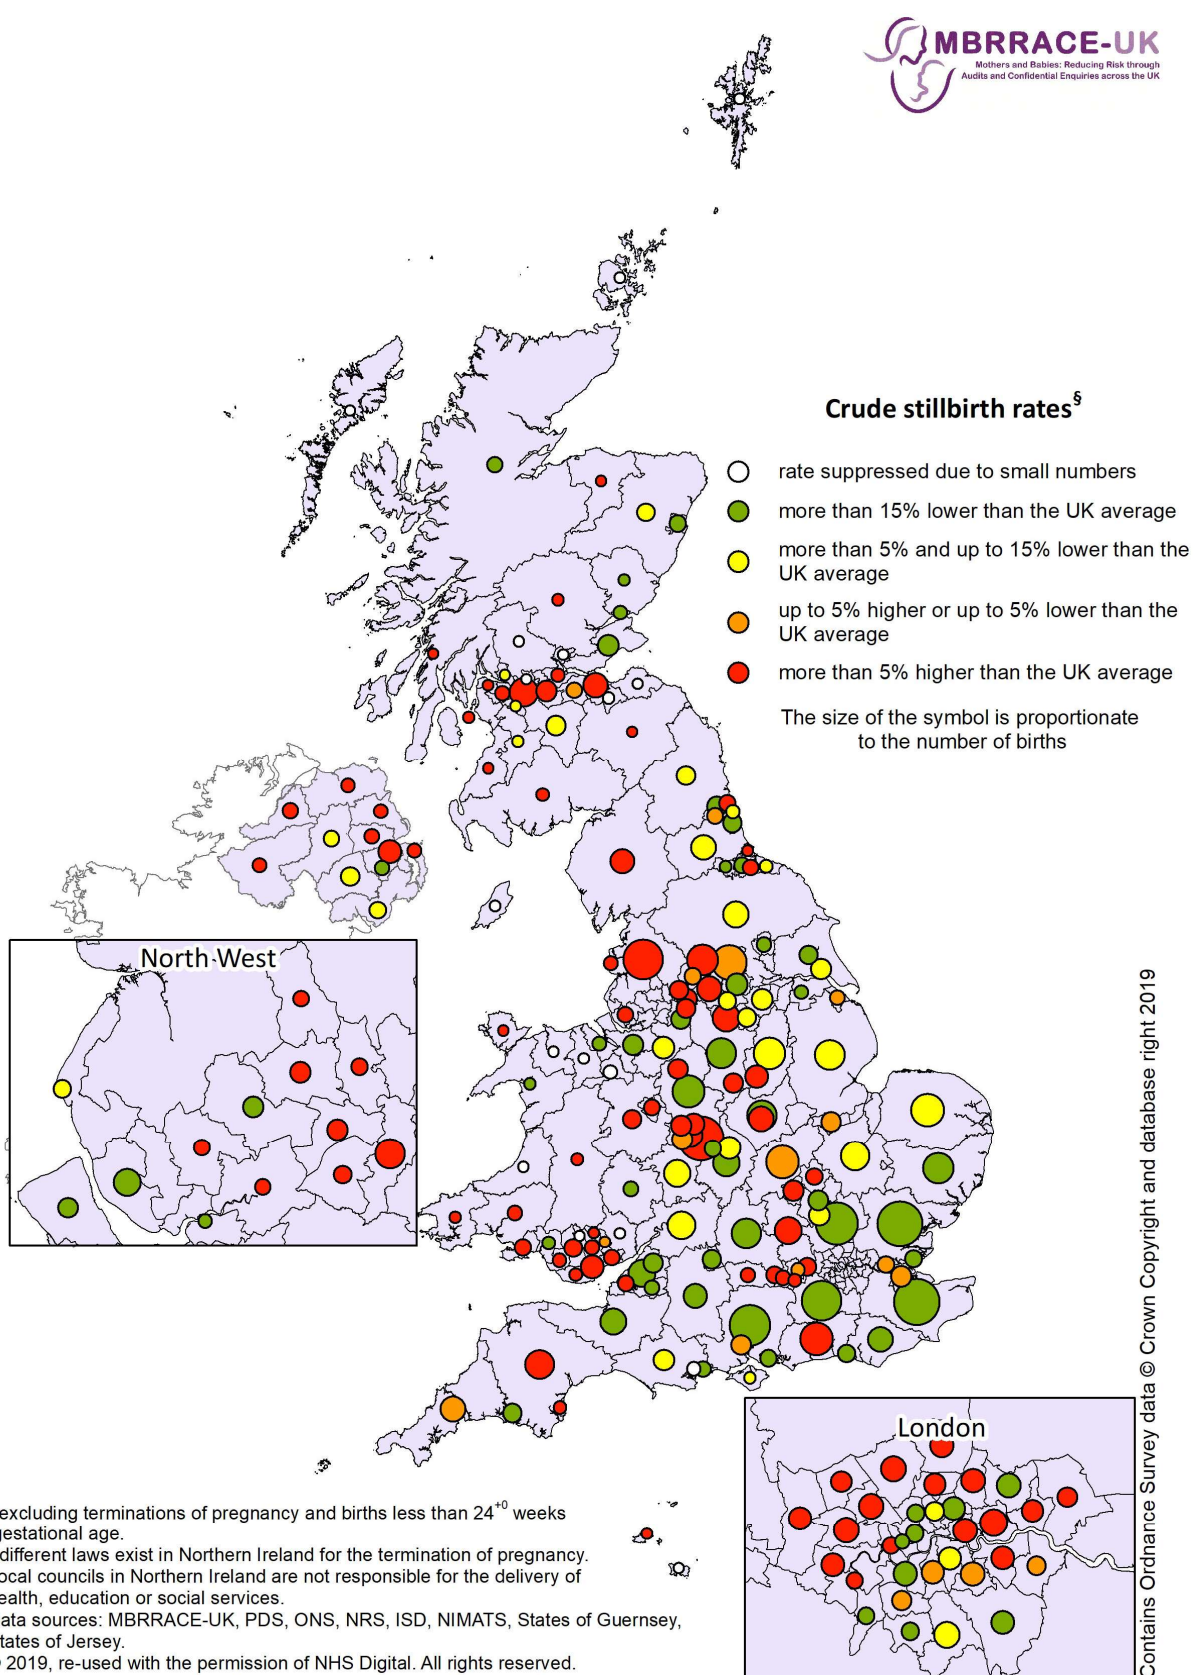 MBRRACE-UK
Mothers and Babies: Reducing Risk through
Audits and Confidential Enquiries across the UK
Crude stillbirth rates§
rate suppressed due to small numbers
more than 15% lower than the UK average
more than 5% and up to 15% lower than the
UK average
up to 5% higher or up to 5% lower than the
UK average
more than 5% higher than the UK average
The size of the symbol is proportionate
to the number of births
North West
London
excluding terminations of pregnancy and births less than 24+0 weeks
gestational age.
different laws exist in Northern Ireland for the termination of pregnancy.
ocal councils in Northern Ireland are not responsible for the delivery of
ealth, education or social services.
ata sources: MBRRACE-UK, PDS, ONS, NRS, ISD, NIMATS, States of Guernsey,
tates of Jersey.
2019, re-used with the permission of NHS Digital. All rights reserved.
Contains Ordnance Survey data © Crown Copyright and database right 2019